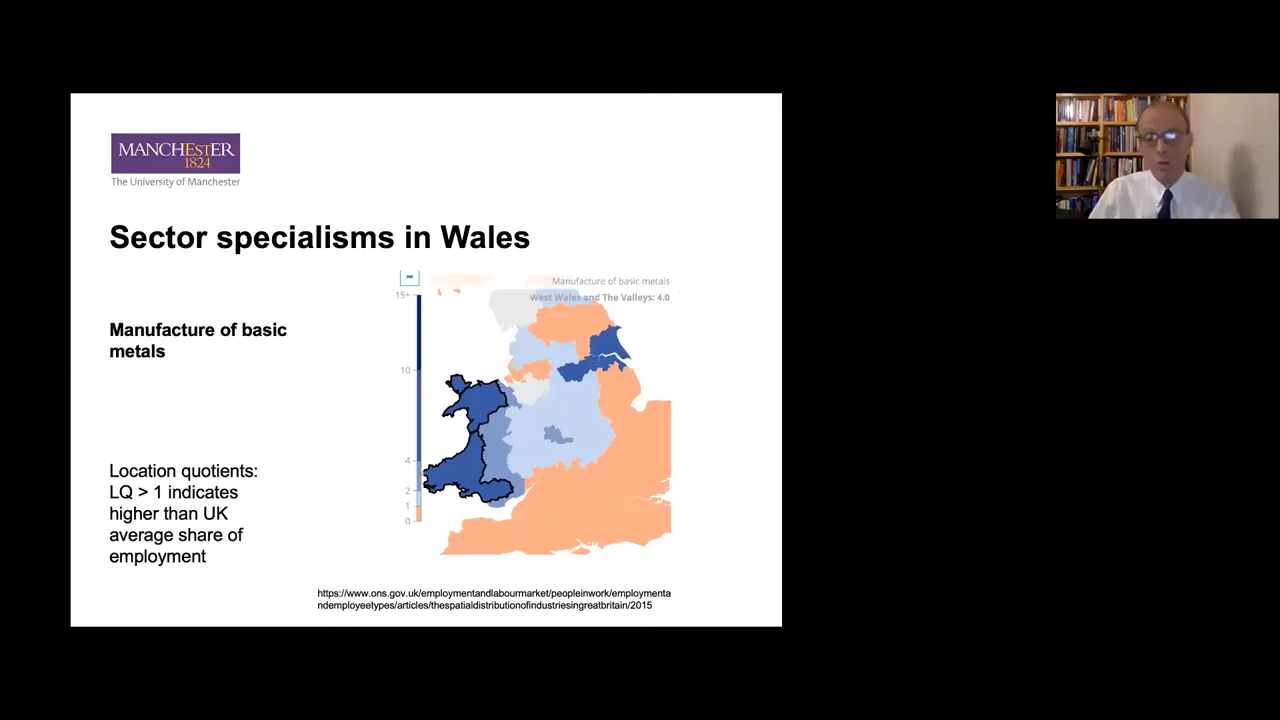 MANCHESTER
1824
The University of Manchester
Sector specialisms in Wales
Manufacture of basic
metals
Location quotients:
LQ > 1 indicates
higher than UK
average share of
employment
-
Manufacture of basic metals
West Wales and The Valleys: 4.0
15+
10
4
2
1
0
https://www.ons.gov.uk/employmentandlabourmarket/peopleinwork/employmenta
ndemployeetypes/articles/thespatialdistributionofindustriesingreatbritain/2015